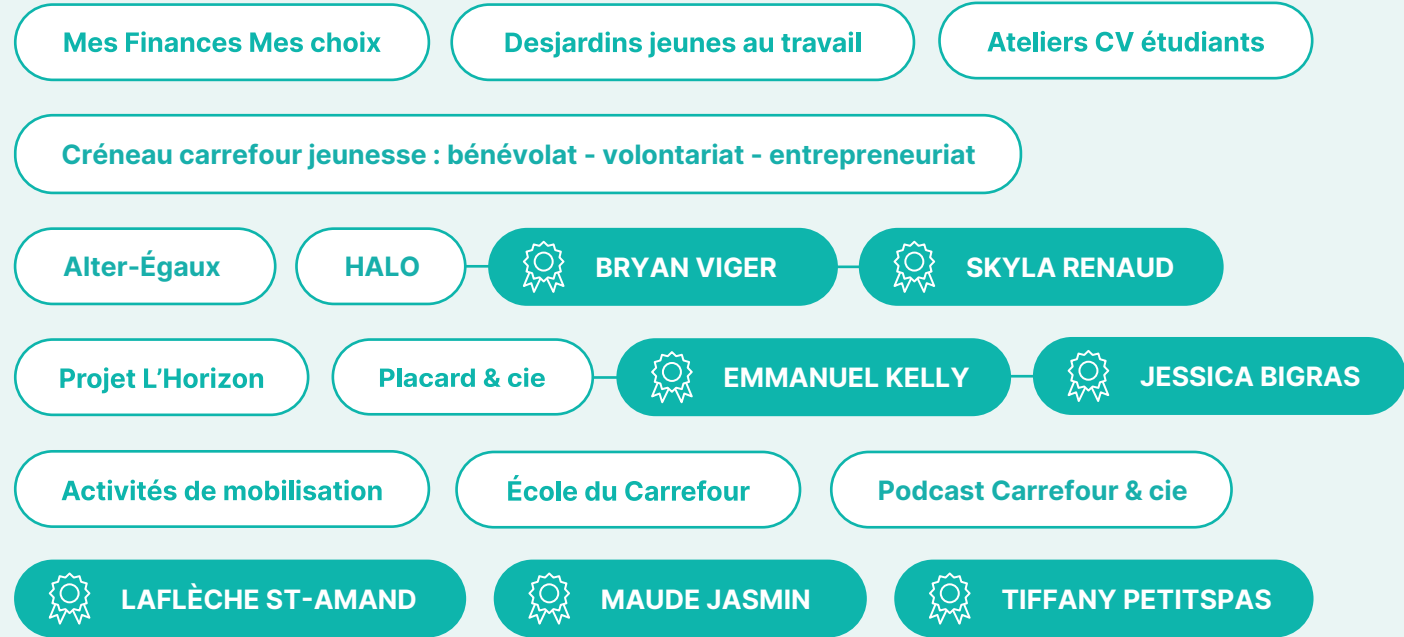 Mes Finances Mes choix
Desjardins jeunes au travail
Ateliers CV étudiants
Créneau carrefour jeunesse : bénévolat - volontariat - entrepreneuriat
Alter-Égaux
HALO
BRYAN VIGER
SKYLA RENAUD
Projet L’Horizon
Placard & cie
EMMANUEL KELLY
JESSICA BIGRAS
Activités de mobilisation
École du Carrefour
Podcast Carrefour & cie
LAFLÈCHE ST-AMAND
MAUDE JASMIN
TIFFANY PETITSPAS